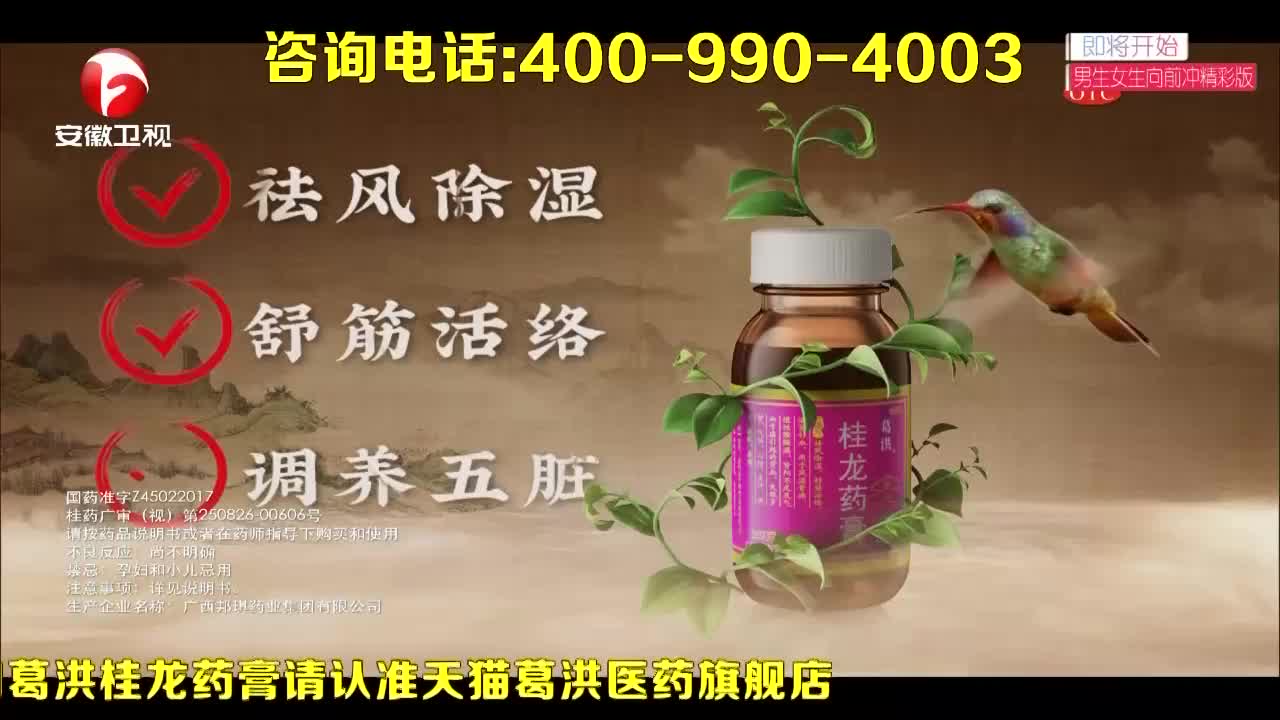 咨询电话:400-990-4003
即将开始
男生女生向前冲精彩版
OTC
安徽卫视
祛风除湿
舒筋活络
调养五脏
葛洪
桂龙药膏
国药准字Z45022017
桂药广审（视）第250826-00606号
请按药品说明书或者在药师指导下购买和使用
不良反应：尚不明确
禁忌：孕妇和小儿忌用
注意事项：详见说明书
生产企业名称：广西邦琪药业集团有限公司
葛洪桂龙药膏请认准天猫葛洪医药旗舰店